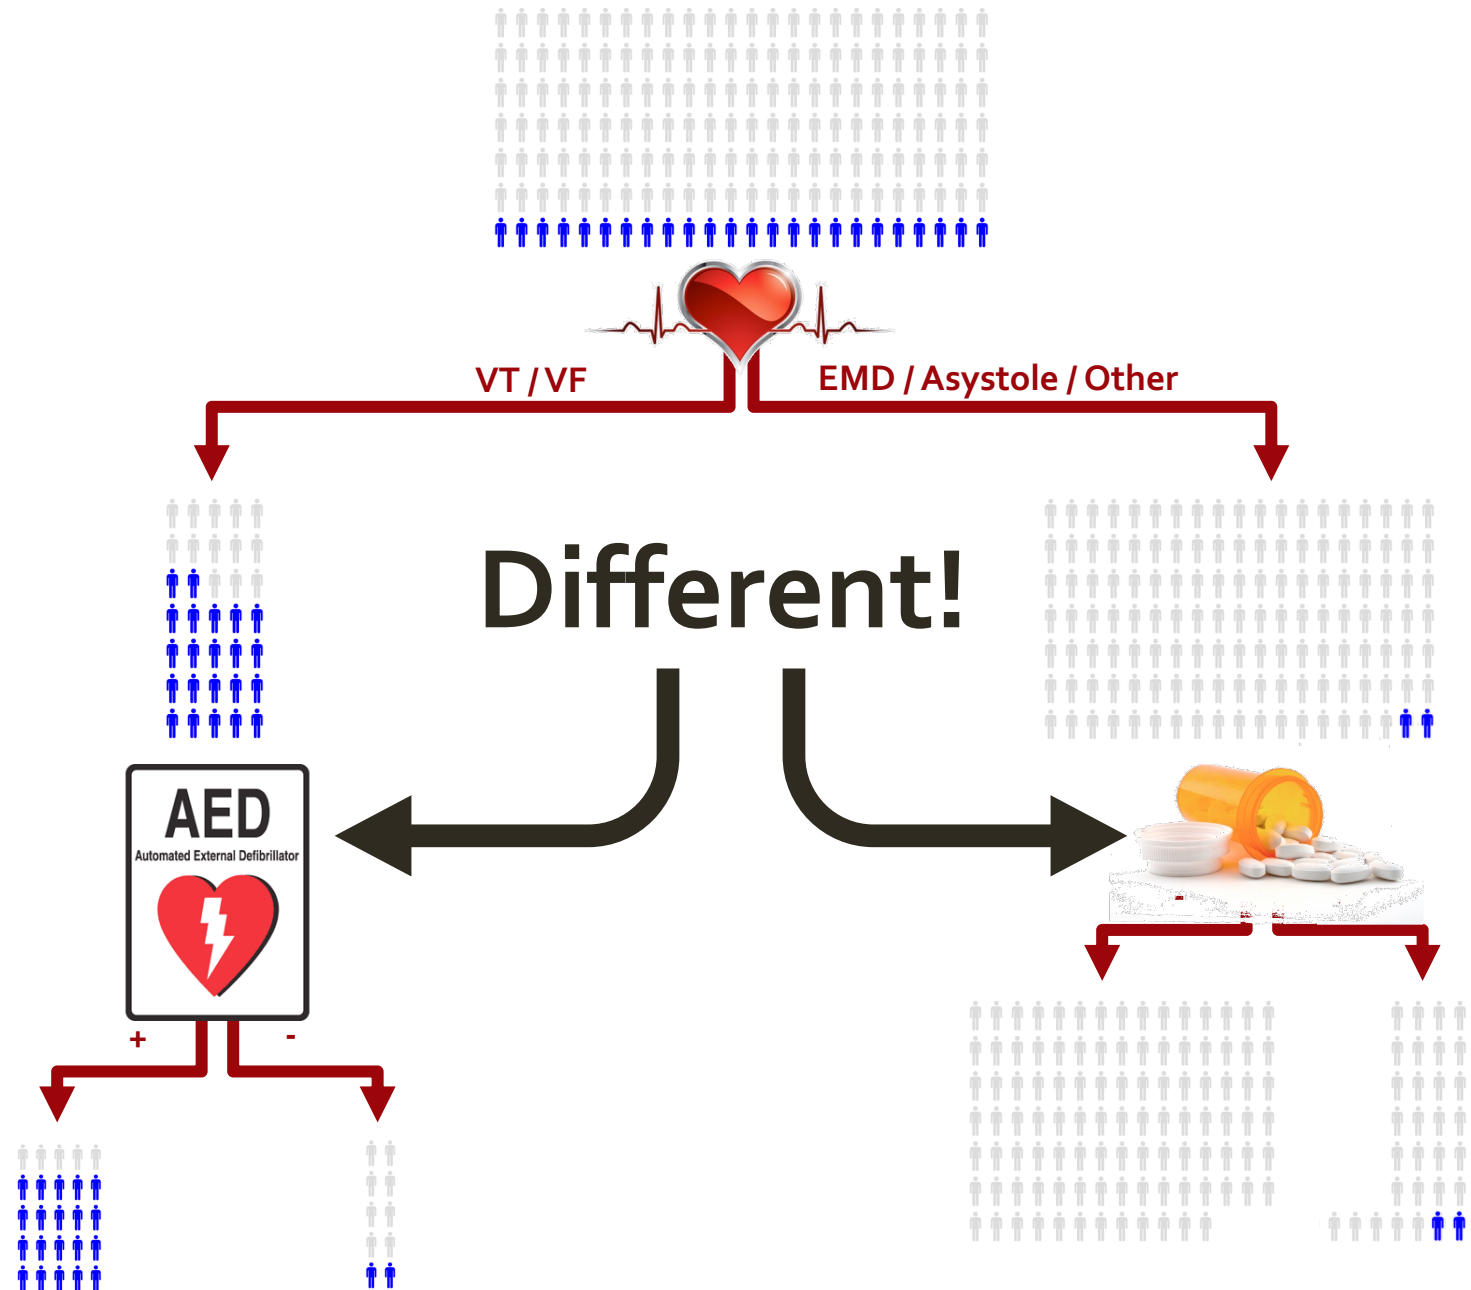 VT / VF
EMD / Asystole / Other
Different!
AED
Automated External Defibrillator
+
-